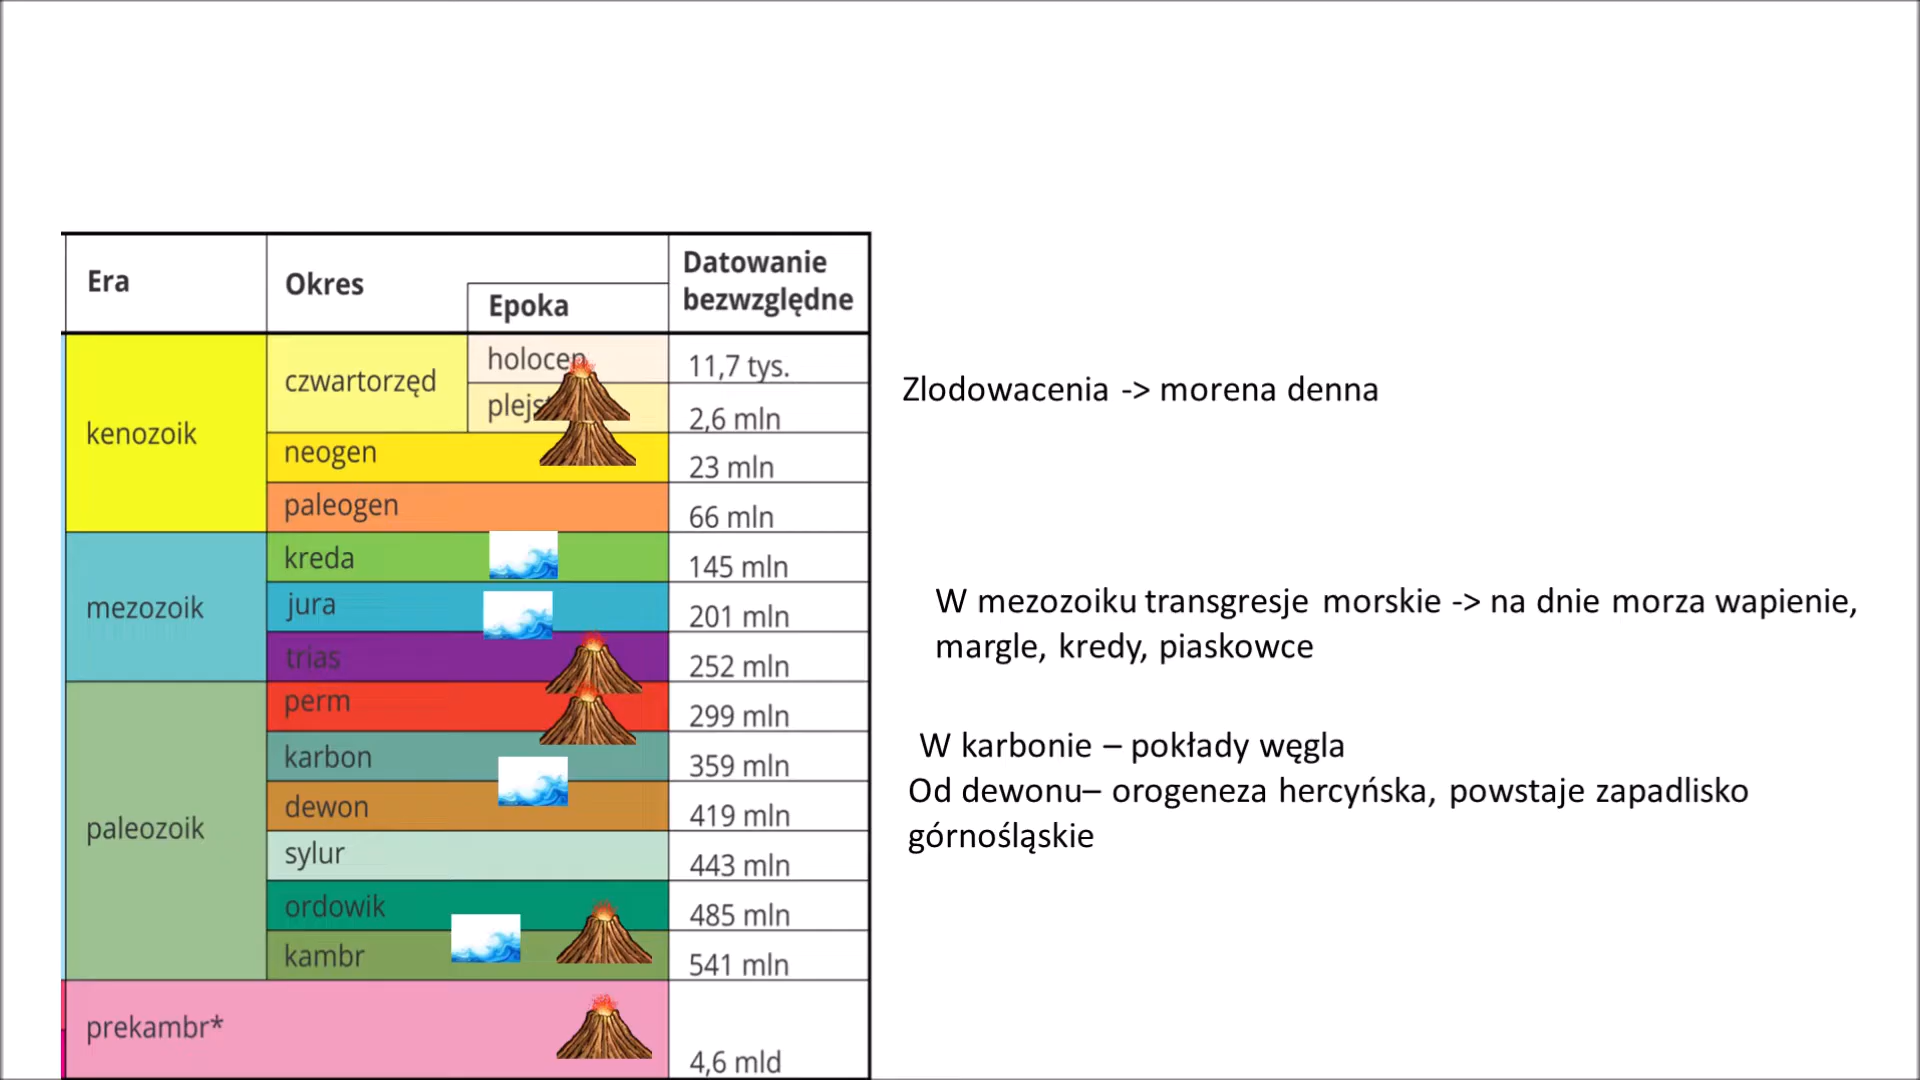 Era
Okres
Epoka
Datowanie
bezwzględne
kenozoik
czwartorzęd
11,7 tys.
2,6 mln
neogen
23 mln
paleogen
66 mln
mezozoik
kreda
145 mln
jura
201 mln
trias
252 mln
paleozoik
perm
299 mln
karbon
359 mln
dewon
419 mln
sylur
443 mln
ordowik
485 mln
kambr
541 mln
prekambr*
4,6 mld
Zlodowacenia -> morena denna
W mezozoiku transgresje morskie -> na dnie morza wapienie,
margle, kredy, piaskowce
W karbonie – pokłady węgla
Od dewonu– orogeneza hercyńska, powstaje zapadlisko
górnośląskie